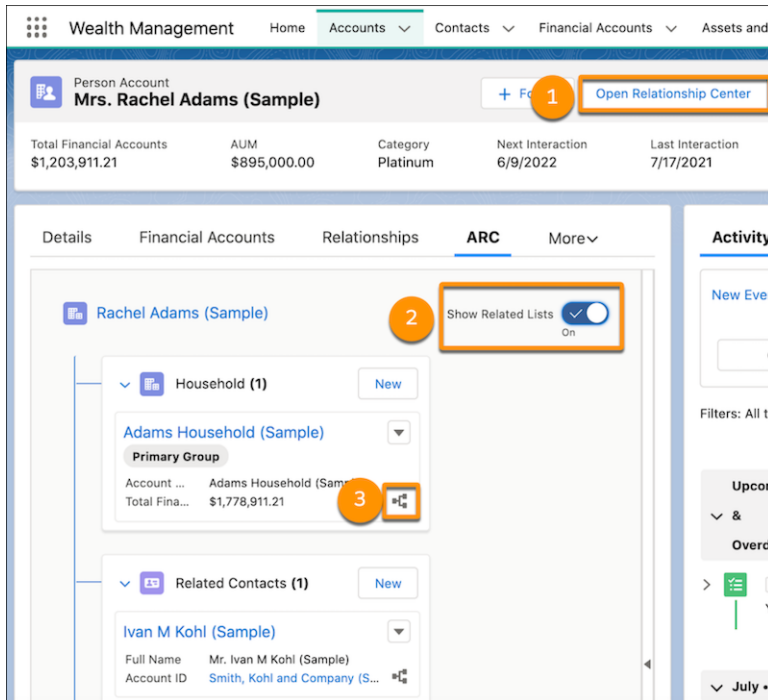 Wealth Management Home Accounts Contacts Financial Accounts Assets and
Person Account
Mrs. Rachel Adams (Sample)
+ Fo 1 Open Relationship Center
Total Financial Accounts AUM Category Next Interaction Last Interaction
$1,203,911.21 $895,000.00 Platinum 6/9/2022 7/17/2021
Details Financial Accounts Relationships ARC More
Activity
New Eve
Rachel Adams (Sample)
2 Show Related Lists
On
Household (1) New
Filters: All t
Adams Household (Sample)
Primary Group
Account ... Adams Household (Sam
Total Fina... $1,778,911.21
3
Upco
&
Overd
Related Contacts (1) New
Ivan M Kohl (Sample)
Full Name Mr. Ivan M Kohl (Sample)
Account ID Smith, Kohl and Company (S...
July •